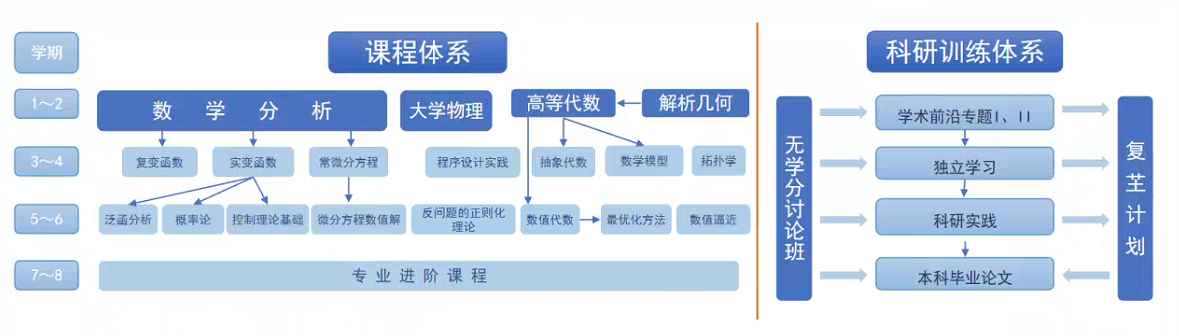 学期
课程体系
科研训练体系
1～2
数学分析
大学物理
高等代数
解析几何
3～4
复变函数
实变函数
常微分方程
程序设计实践
抽象代数
数学模型
拓扑学
5～6
泛函分析
概率论
控制理论基础
微分方程数值解
反问题的正则化
理论
数值代数
最优化方法
数值逼近
7～8
专业进阶课程
无学分讨论班
学术前沿专题I、II
独立学习
科研实践
本科毕业论文
复茔计划